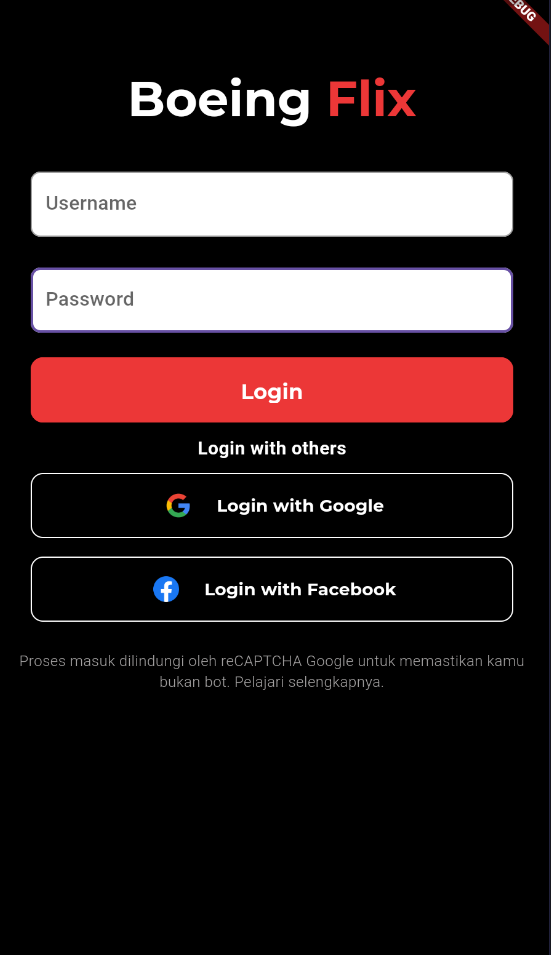 Boeing Flix
Username
Password
Login
Login with others
Login with Google
Login with Facebook
Proses masuk dilindungi oleh reCAPTCHA Google untuk memastikan kamu
bukan bot. Pelajari selengkapnya.